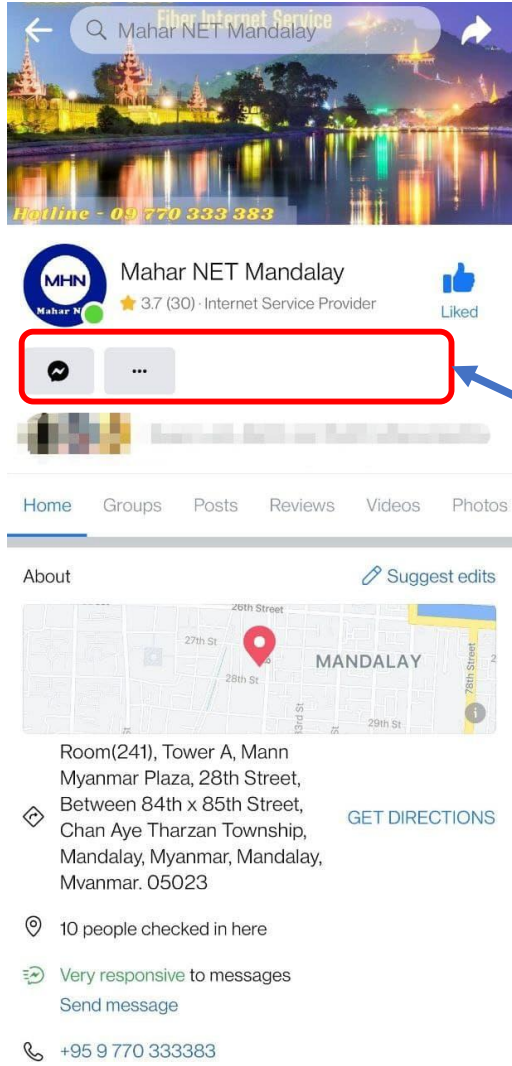 Fiber Internet Service
Mahar NET Mandalay
Hotline - 09 770 333 383
MHN
Mahar N
Mahar NET Mandalay
3.7 (30) · Internet Service Provider
Liked
Home Groups Posts Reviews Videos Photos
About
Suggest edits
26th Street
27th St
28th St
MANDALAY
78th Street
83rd St
29th St
Room(241), Tower A, Mann
Myanmar Plaza, 28th Street,
Between 84th x 85th Street,
Chan Aye Tharzan Township,
Mandalay, Myanmar, Mandalay,
Mvanmar. 05023
GET DIRECTIONS
10 people checked in here
Very responsive to messages
Send message
+95 9 770 333383